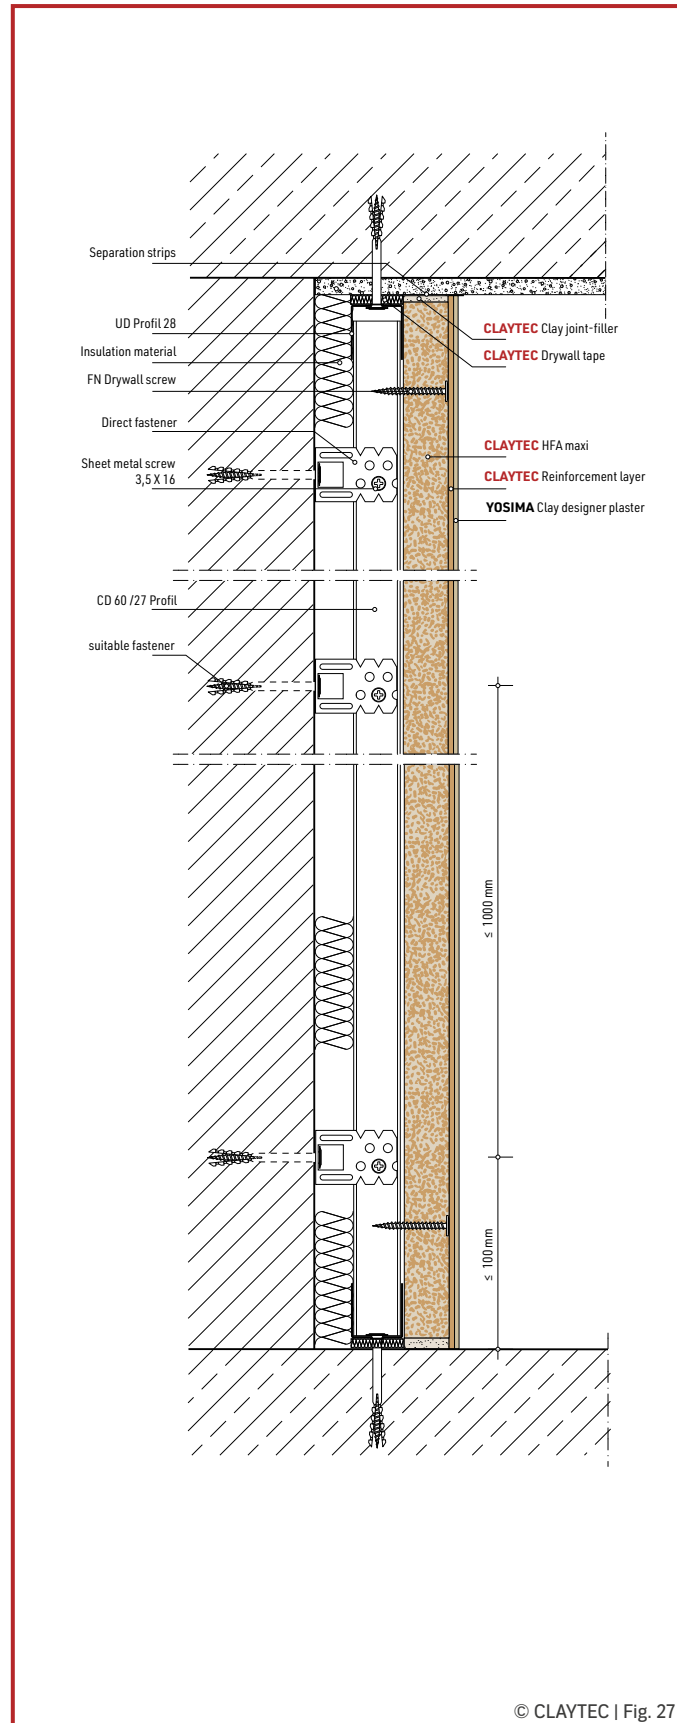 Separation strips
UD Profil 28
Insulation material
FN Drywall screw
Direct fastener
Sheet metal screw
3,5 X 16
CD 60 /27 Profil
suitable fastener
CLAYTEC Clay joint-filler
CLAYTEC Drywall tape
CLAYTEC HFA maxi
CLAYTEC Reinforcement layer
YOSIMA Clay designer plaster
≤ 1000 mm
≤ 100 mm
© CLAYTEC | Fig. 27